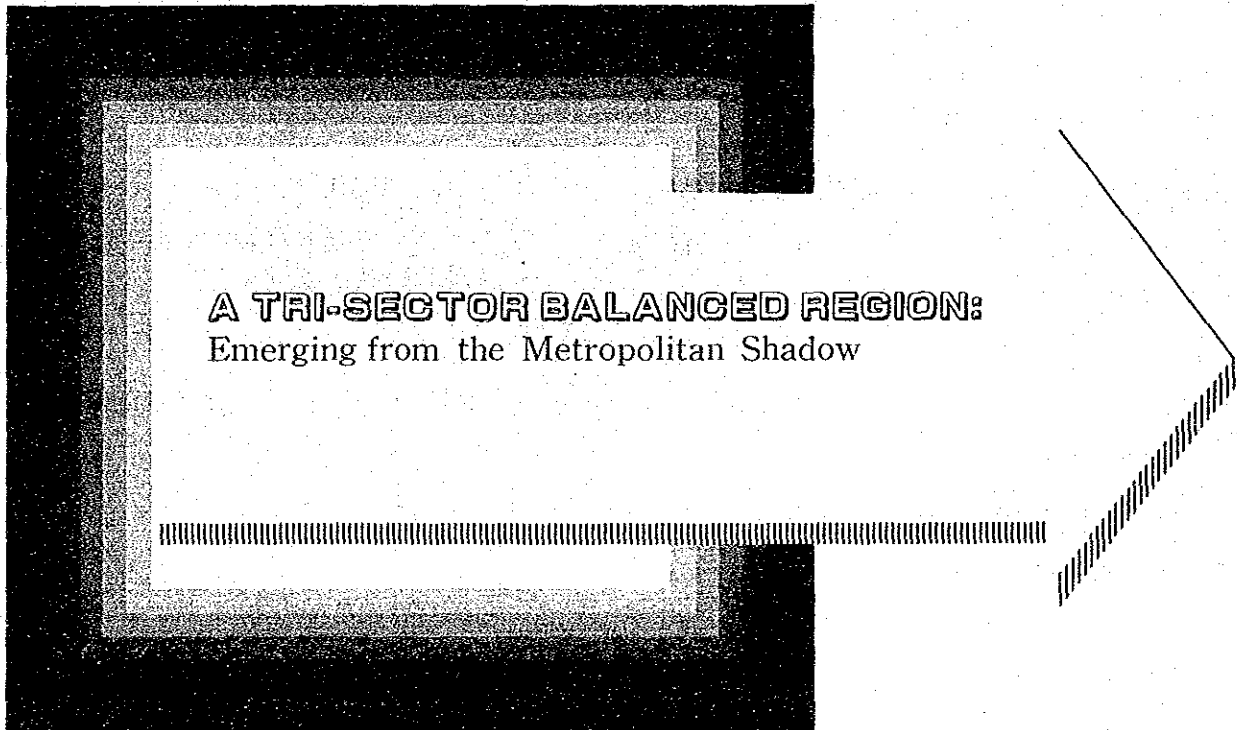 A TRI-SECTOR BALANCED REGION:
Emerging from the Metropolitan Shadow